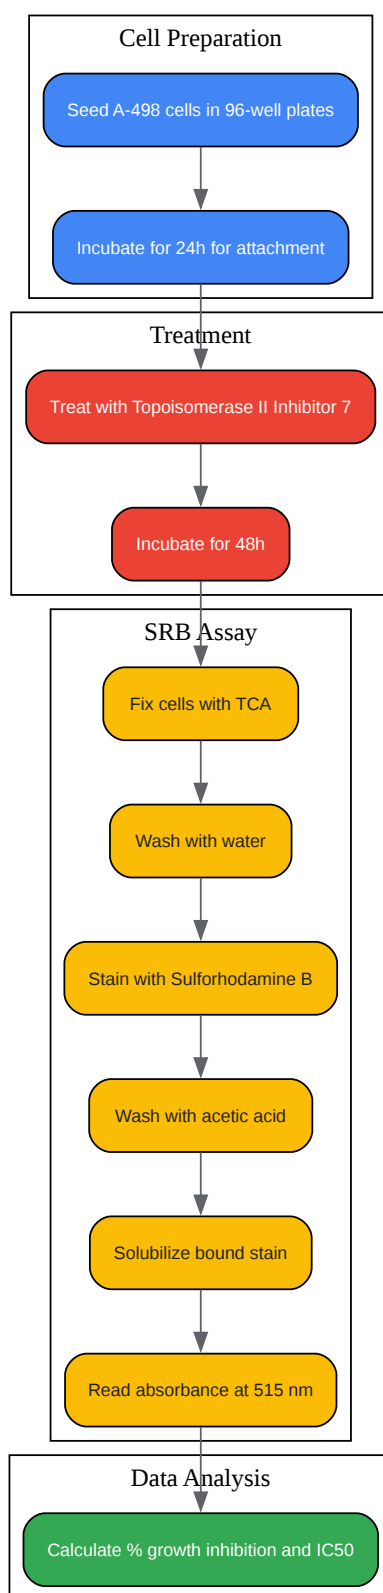 Cell Preparation
Seed A-498 cells in 96-well plates
Incubate for 24h for attachment
Treatment
Treat with Topoisomerase II Inhibitor 7
Incubate for 48h
SRB Assay
Fix cells with TCA
Wash with water
Stain with Sulforhodamine B
Wash with acetic acid
Solubilize bound stain
Read absorbance at 515 nm
Data Analysis
Calculate % growth inhibition and IC50